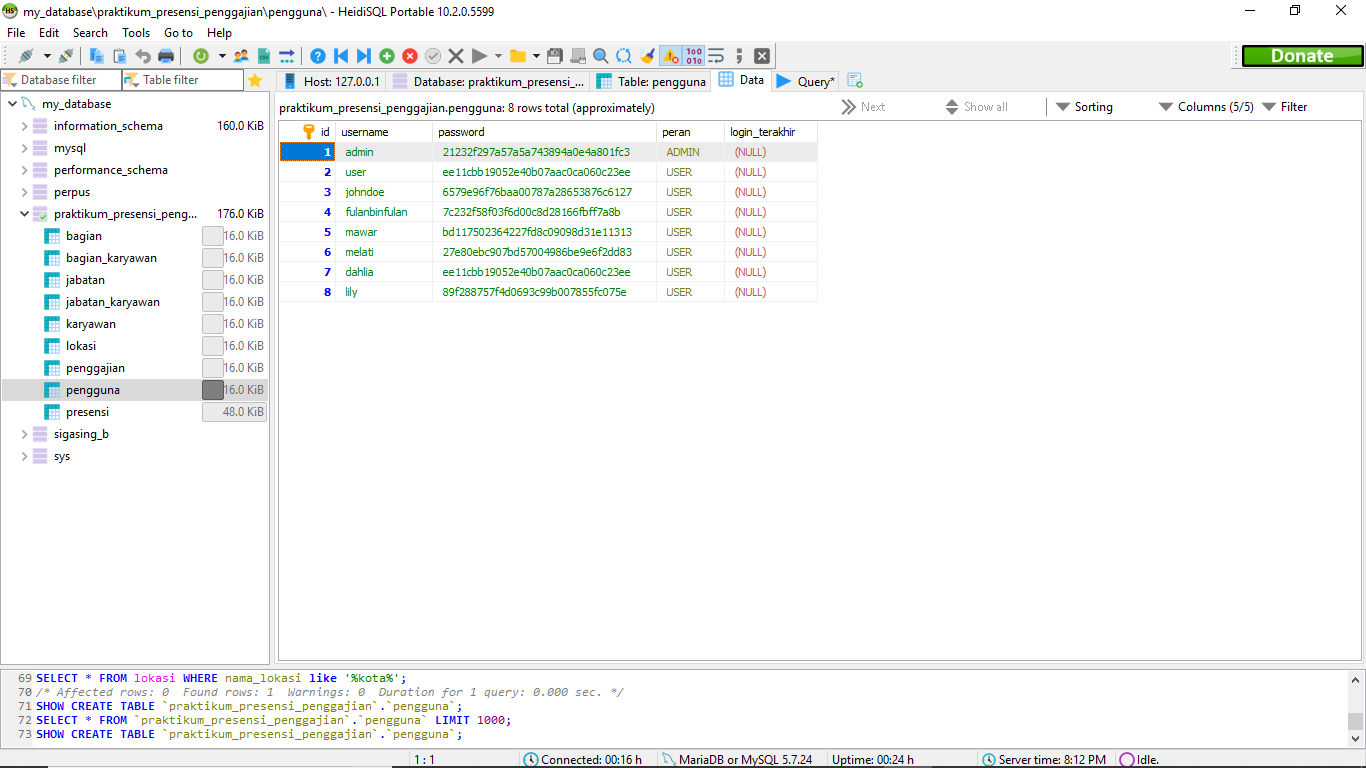 my_database\praktikum_presensi_penggajian\pengguna\ - HeidiSQL Portable 10.2.0.5599
File Edit Search Tools Go to Help
Donate
Database filter Table filter
Host: 127.0.0.1 Database: praktikum_presensi_... Table: pengguna Data Query*
my_database
information_schema 160.0 KiB
mysql
performance_schema
perpus
praktikum_presensi_peng... 176.0 KiB
bagian 16.0 KiB
bagian_karyawan 16.0 KiB
jabatan 16.0 KiB
jabatan_karyawan 16.0 KiB
karyawan 16.0 KiB
lokasi 16.0 KiB
penggajian 16.0 KiB
pengguna 16.0 KiB
presensi 48.0 KiB
sigasing_b
sys
praktikum_presensi_penggajian.pengguna: 8 rows total (approximately) Next Show all Sorting Columns (5/5) Filter
id username password peran login_terakhir
1 admin 21232f297a57a5a743894a0e4a801fc3 ADMIN (NULL)
2 user ee11cbb19052e40b07aac0ca060c23ee USER (NULL)
3 johndoe 6579e96f76baa00787a28653876c6127 USER (NULL)
4 fulanbinfulan 7c232f58f03f6d00c8d28166fbff7a8b USER (NULL)
5 mawar bd117502364227fd8c09098d31e11313 USER (NULL)
6 melati 27e80ebc907bd57004986be9e6f2dd83 USER (NULL)
7 dahlia ee11cbb19052e40b07aac0ca060c23ee USER (NULL)
8 lily 89f288757f4d0693c99b007855fc075e USER (NULL)
69 SELECT * FROM lokasi WHERE nama_lokasi like '%kota%';
70 /* Affected rows: 0 Found rows: 1 Warnings: 0 Duration for 1 query: 0.000 sec. */
71 SHOW CREATE TABLE `praktikum_presensi_penggajian`.`pengguna`;
72 SELECT * FROM `praktikum_presensi_penggajian`.`pengguna` LIMIT 1000;
73 SHOW CREATE TABLE `praktikum_presensi_penggajian`.`pengguna`;
1 : 1 Connected: 00:16 h MariaDB or MySQL 5.7.24 Uptime: 00:24 h Server time: 8:12 PM Idle.